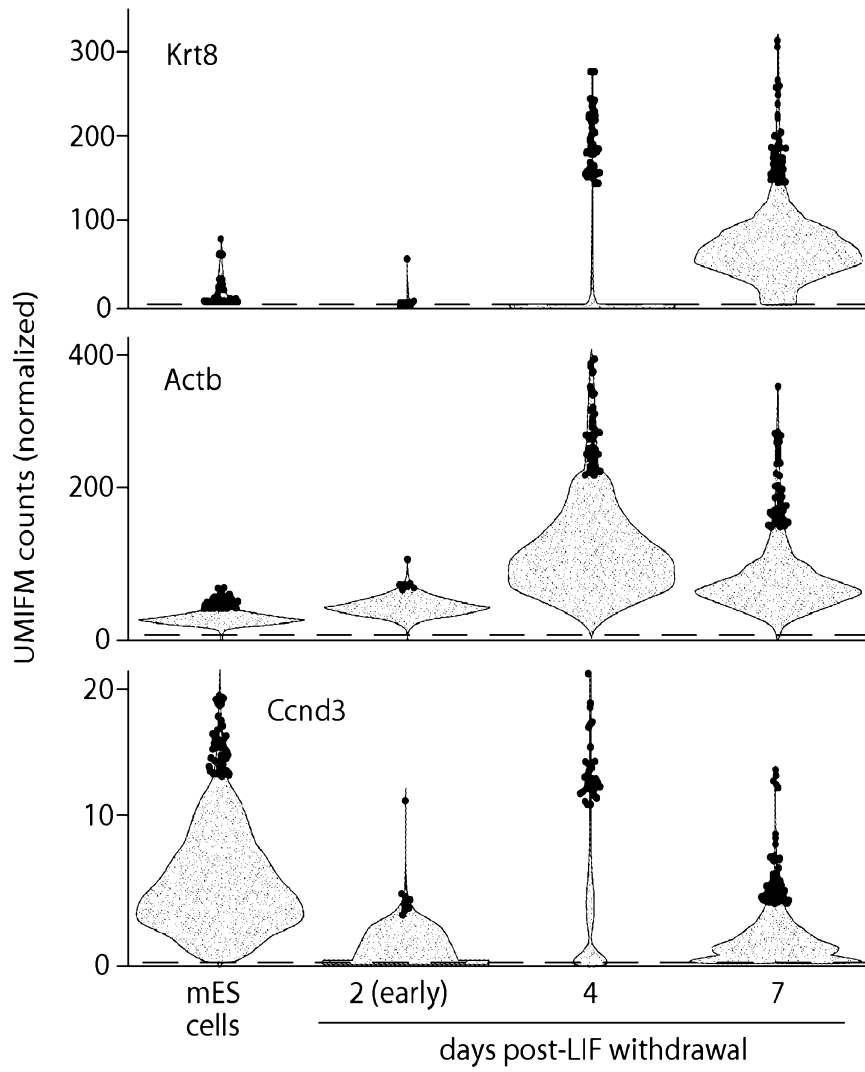 UMIFM counts (normalized)
Krt8
300
200
100
0
Actb
400
200
0
Ccnd3
20
10
0
mES
cells
2 (early)
4
7
days post-LIF withdrawal